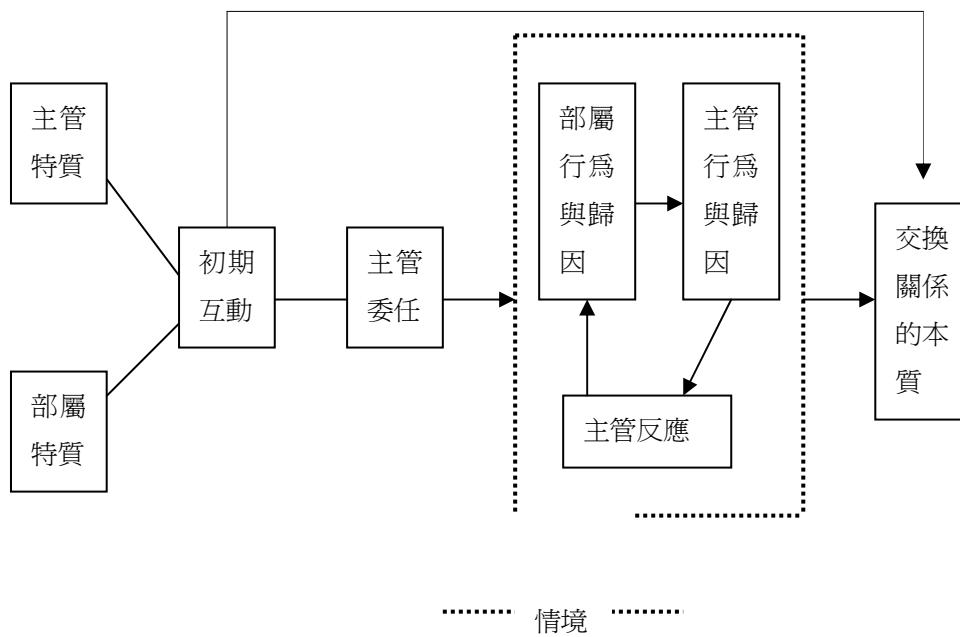 主管
特質
部屬
特質
初期
互動
主管
委任
部屬
行爲
與歸
因
主管
行爲
與歸
因
主管反應
交換
關係
的本
質
情境